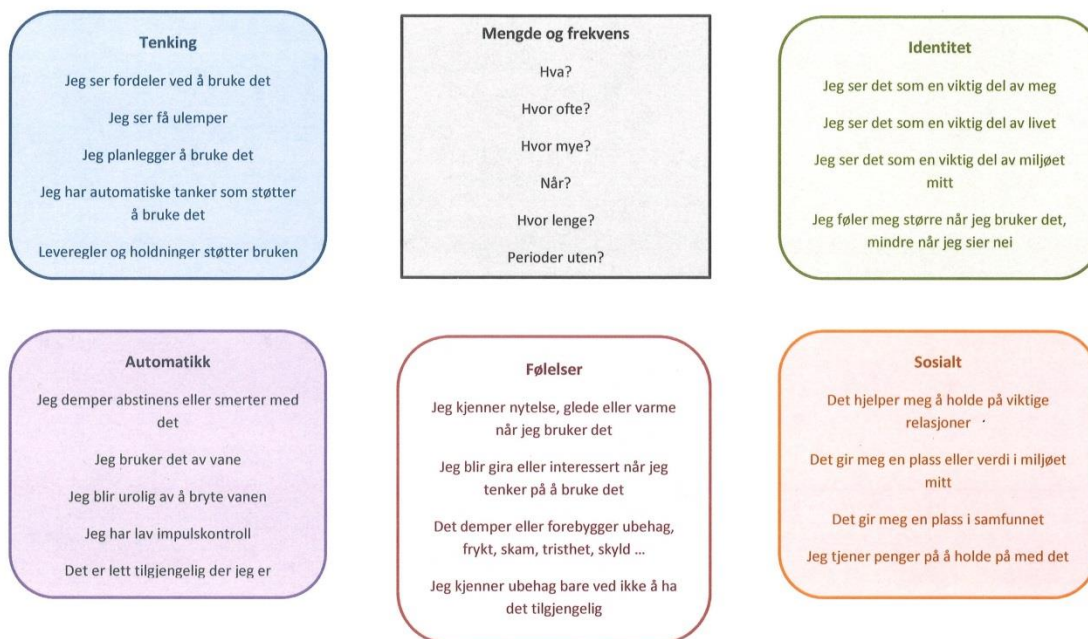 Tenking
Jeg ser fordeler ved å bruke det
Jeg ser få ulemper
Jeg planlegger å bruke det
Jeg har automatiske tanker som støtter
å bruke det
Leveregler og holdninger støtter bruken
Mengde og frekvens
Hva?
Hvor ofte?
Hvor mye?
Når?
Hvor lenge?
Perioder uten?
Identitet
Jeg ser det som en viktig del av meg
Jeg ser det som en viktig del av livet
Jeg ser det som en viktig del av miljøet
mitt
Jeg føler meg større når jeg bruker det,
mindre når jeg sier nei
Automatikk
Jeg demper abstinens eller smerter med
det
Jeg bruker det av vane
Jeg blir urolig av å bryte vanen
Jeg har lav impulskontroll
Det er lett tilgjengelig der jeg er
Følelser
Jeg kjenner nytelse, glede eller varme
når jeg bruker det
Jeg blir gira eller interessert når jeg
tenker på å bruke det
Det demper eller forebygger ubehag,
frykt, skam, tristhet, skyld ...
Jeg kjenner ubehag bare ved ikke å ha
det tilgjengelig
Sosialt
Det hjelper meg å holde på viktige
relasjoner
Det gir meg en plass eller verdi i miljøet
mitt
Det gir meg en plass i samfunnet
Jeg tjener penger på å holde på med det